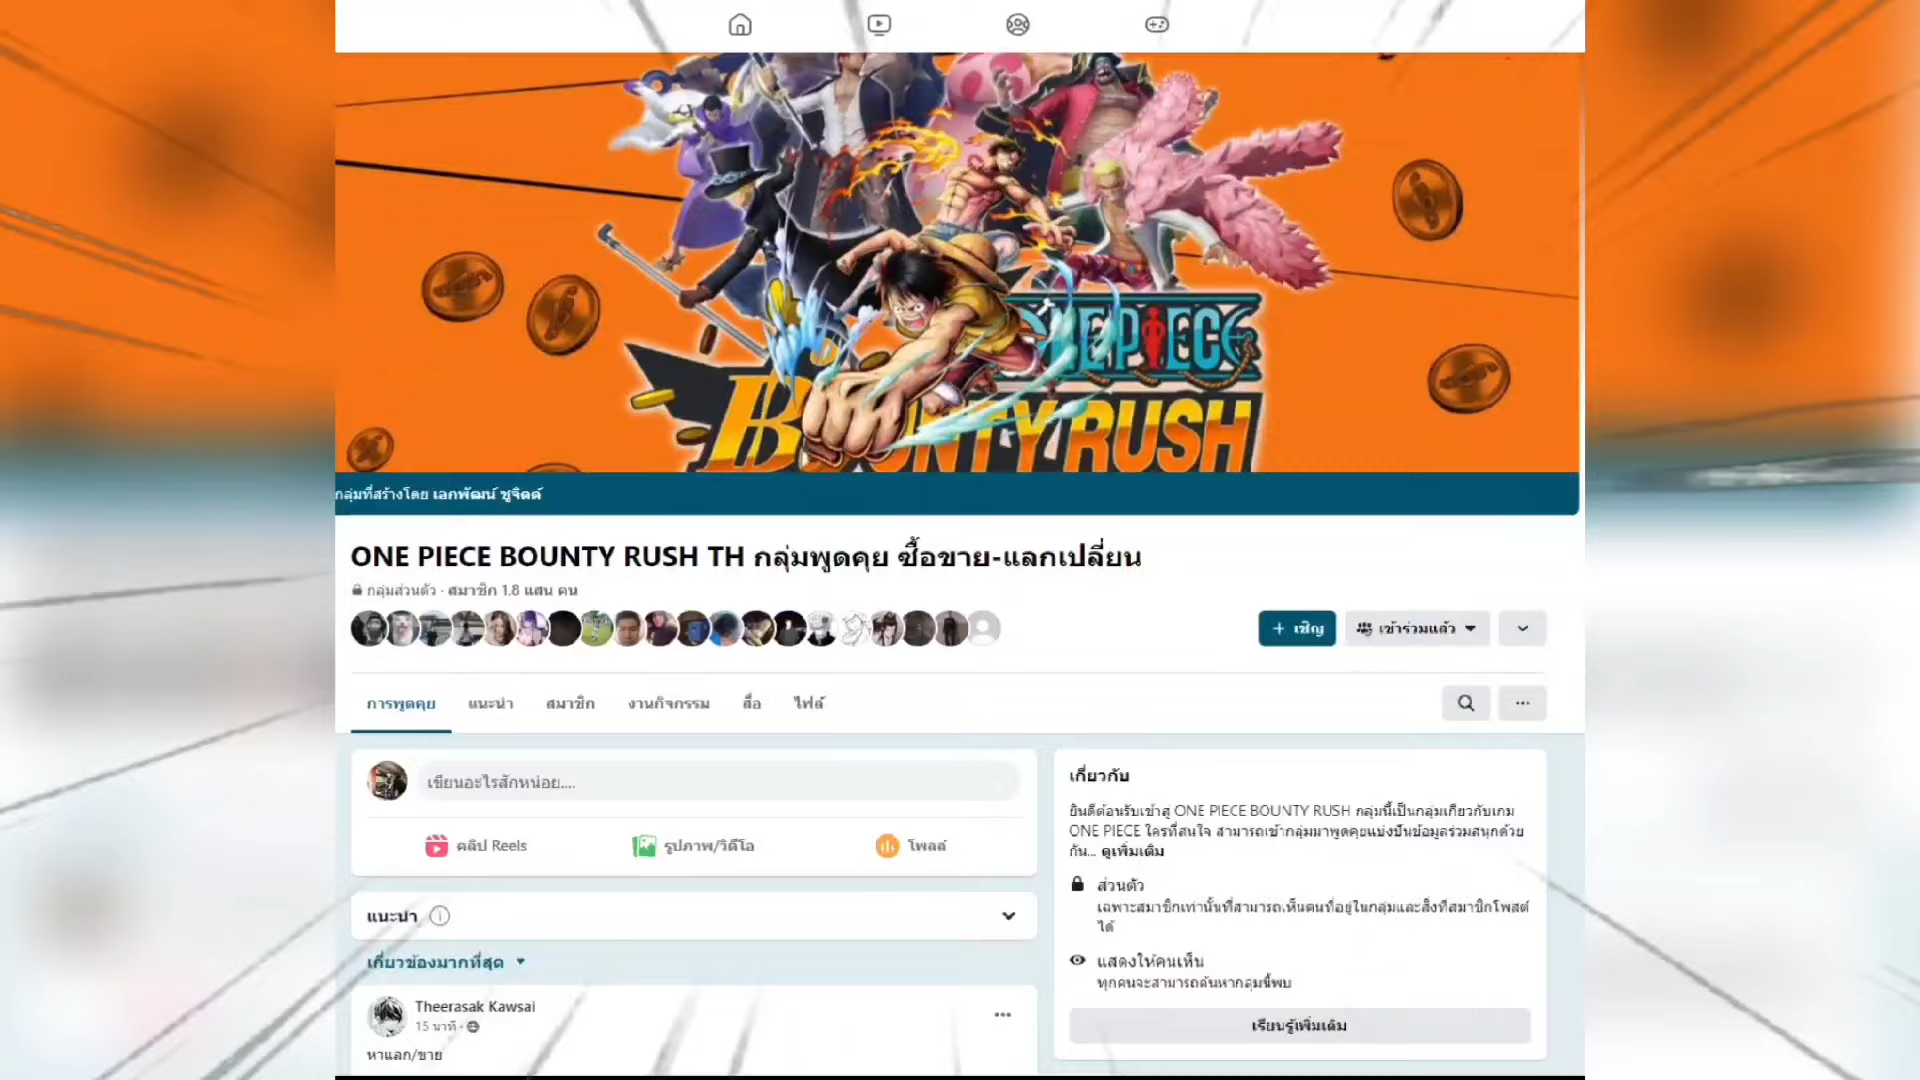 ONE PIECE
BOUNTY RUSH
กลุ่มที่สร้างโดย เอกพัฒน์ ชูจิตต์
ONE PIECE BOUNTY RUSH TH กลุ่มพูดคุย ซื้อขาย-แลกเปลี่ยน
กลุ่มส่วนตัว · สมาชิก 1.8 แสน คน
+ เชิญ
เข้าร่วมแล้ว
การพูดคุย แนะนำ สมาชิก งานกิจกรรม สื่อ ไฟล์
เขียนอะไรสักหน่อย....
คลิป Reels รูปภาพ/วิดีโอ โพลล์
แนะนำ
เกี่ยวข้องมากที่สุด
Theerasak Kawsai
15 นาที ·
หาแลก/ขาย
เกี่ยวกับ
ยินดีต้อนรับเข้าสู่ ONE PIECE BOUNTY RUSH กลุ่มนี้เป็นกลุ่มเกี่ยวกับเกม
ONE PIECE ใครที่สนใจ สามารถเข้ากลุ่มมาพูดคุยแบ่งปันข้อมูลร่วมสนุกด้วย
กัน... ดูเพิ่มเติม
ส่วนตัว
เฉพาะสมาชิกเท่านั้นที่สามารถเห็นคนที่อยู่ในกลุ่มและสิ่งที่สมาชิกโพสต์
ได้
แสดงให้คนเห็น
ทุกคนจะสามารถค้นหากลุ่มนี้พบ
เรียนรู้เพิ่มเติม